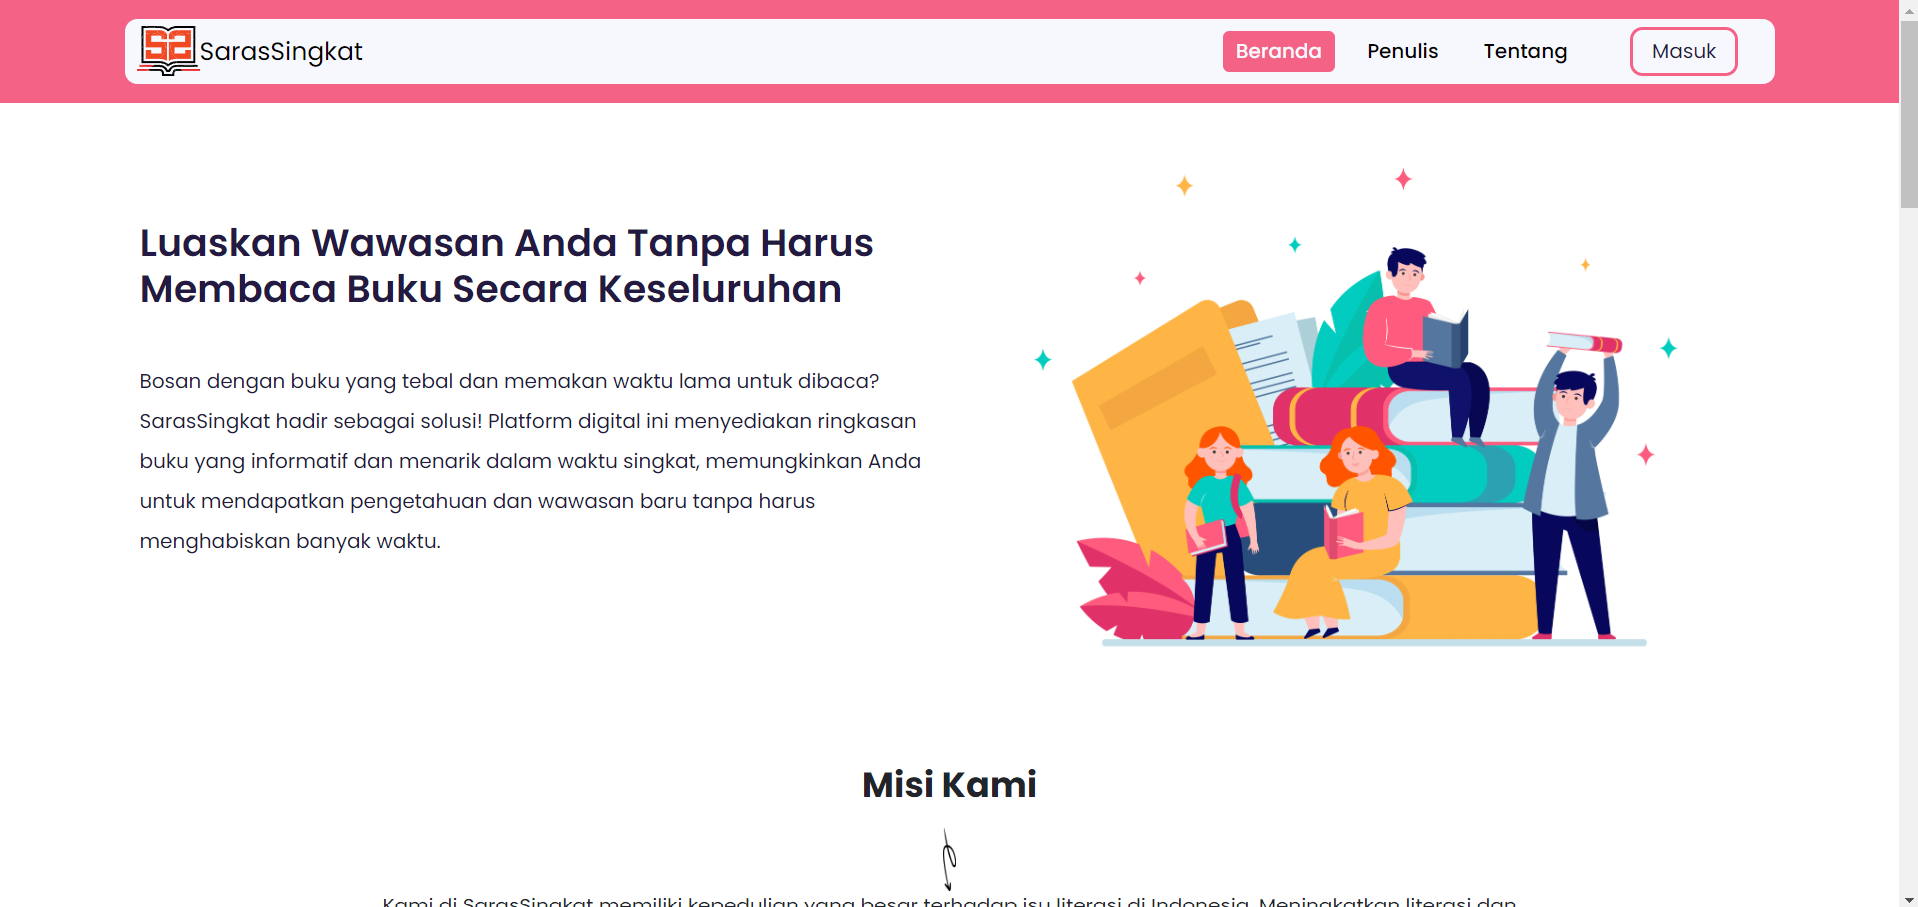 SarasSingkat
Beranda
Penulis
Tentang
Masuk
Luaskan Wawasan Anda Tanpa Harus
Membaca Buku Secara Keseluruhan
Bosan dengan buku yang tebal dan memakan waktu lama untuk dibaca?
SarasSingkat hadir sebagai solusi! Platform digital ini menyediakan ringkasan
buku yang informatif dan menarik dalam waktu singkat, memungkinkan Anda
untuk mendapatkan pengetahuan dan wawasan baru tanpa harus
menghabiskan banyak waktu.
Misi Kami
Kami di SarasSingkat memiliki kepedulian yang besar terhadap isu literasi di Indonesia. Meningkatkan literasi dan